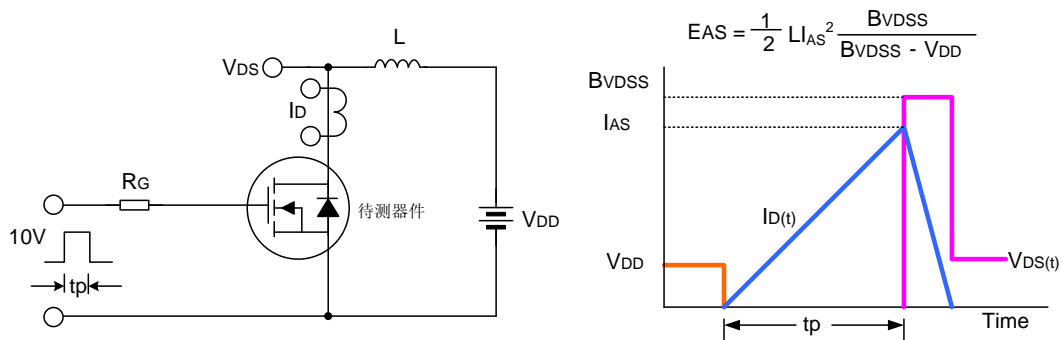 VDS
L
ID
RG
待测器件
10V
VDD
tp
EAS = 1/2 LIAS² BVDSS / BVDSS - VDD
BVDSS
IAS
ID(t)
VDD
VDS(t)
tp
Time